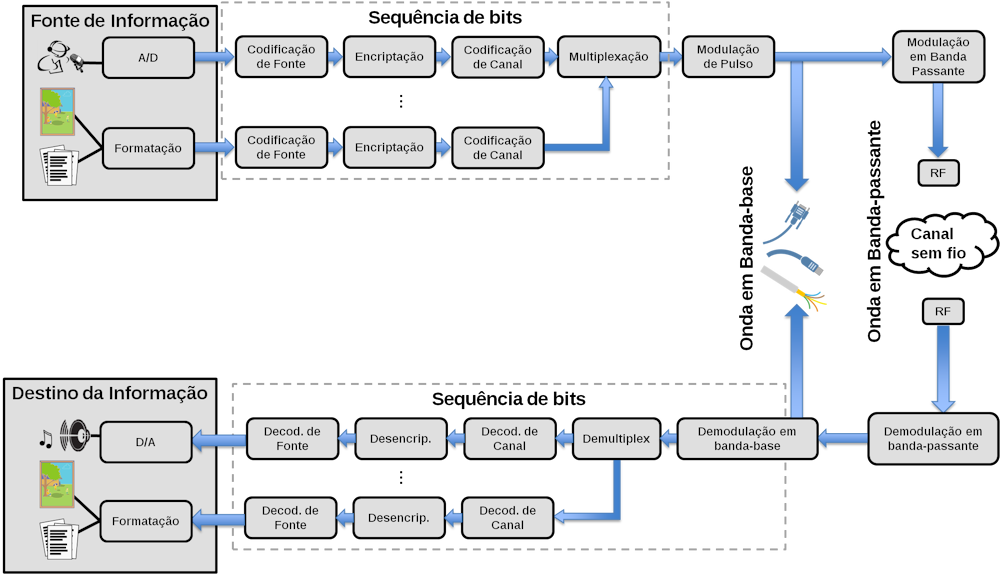 Fonte de Informação
Sequência de bits
A/D
Codificação
de Fonte
Encriptação
Codificação
de Canal
Multiplexação
Modulação
de Pulso
Modulação
em Banda
Passante
...
Formatação
Codificação
de Fonte
Encriptação
Codificação
de Canal
RF
Onda em Banda-base
Onda em Banda-passante
Canal
sem fio
RF
Destino da Informação
Sequência de bits
D/A
Decod. de
Fonte
Desencrip.
Decod. de
Canal
Demultiplex
Demodulação em
banda-base
Demodulação em
banda-passante
...
Formatação
Decod. de
Fonte
Desencrip.
Decod. de
Canal